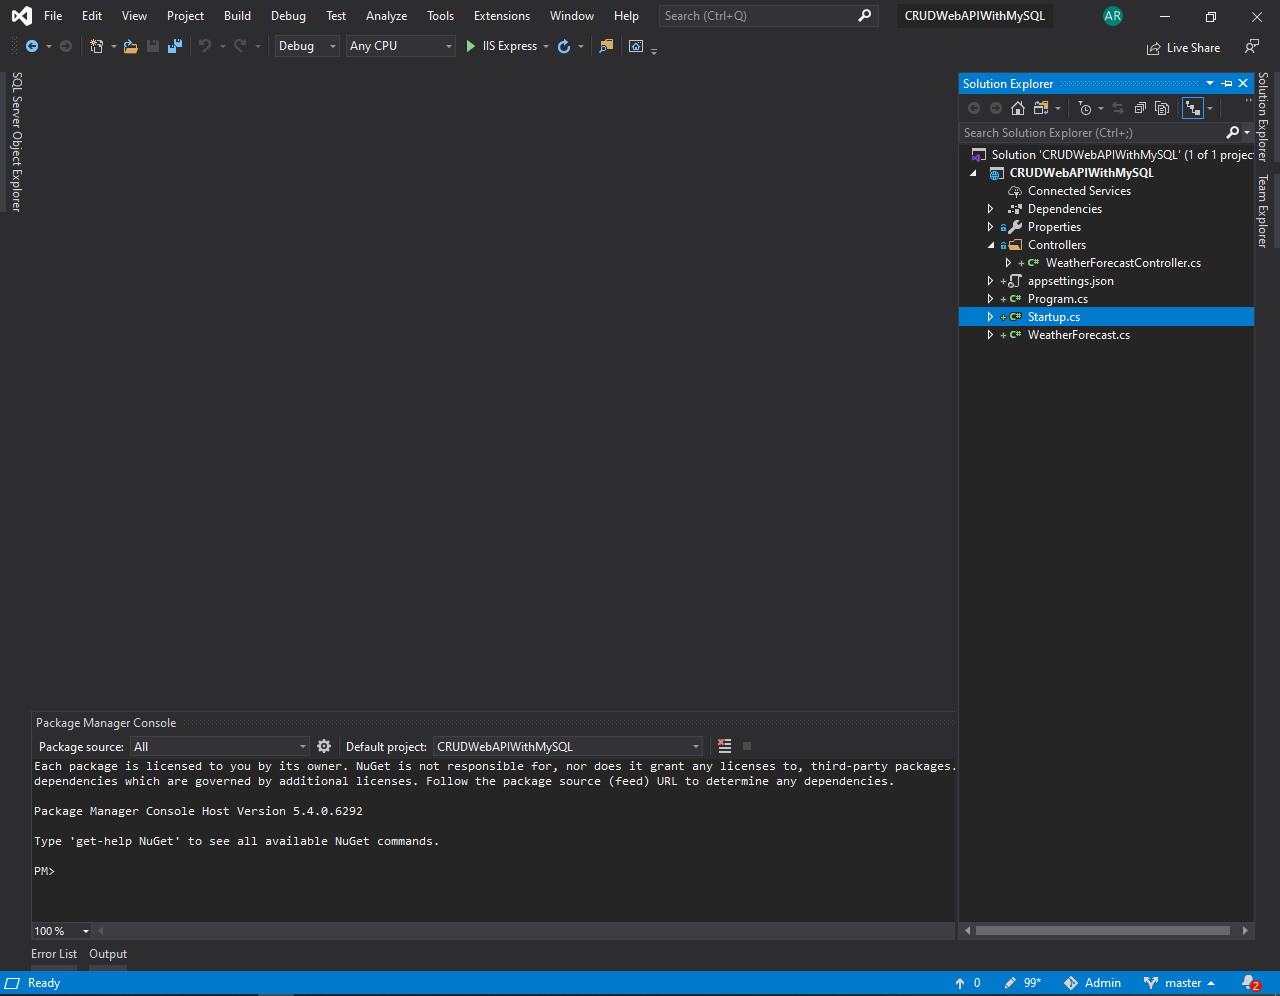 File Edit View Project Build Debug Test Analyze Tools Extensions Window Help Search (Ctrl+Q) CRUDWebAPIWithMySQL AR
Debug Any CPU IIS Express Live Share
SQL Server Object Explorer
Solution Explorer
Search Solution Explorer (Ctrl+;)
Solution 'CRUDWebAPIWithMySQL' (1 of 1 projec
CRUDWebAPIWithMySQL
Connected Services
Dependencies
Properties
Controllers
C# WeatherForecastController.cs
appsettings.json
C# Program.cs
C# Startup.cs
C# WeatherForecast.cs
Solution Explorer
Team Explorer
Package Manager Console
Package source: All Default project: CRUDWebAPIWithMySQL
Each package is licensed to you by its owner. NuGet is not responsible for, nor does it grant any licenses to, third-party packages.
dependencies which are governed by additional licenses. Follow the package source (feed) URL to determine any dependencies.
Package Manager Console Host Version 5.4.0.6292
Type 'get-help NuGet' to see all available NuGet commands.
PM>
100 %
Error List Output
Ready 0 99* Admin master 2